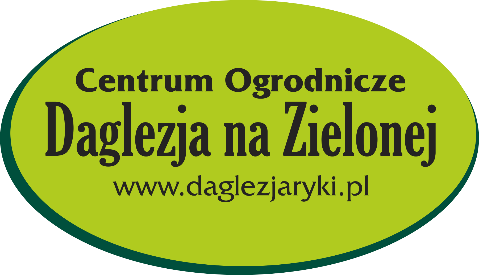 Centrum Ogrodnicze
Daglezja na Zielonej
www.daglezjaryki.pl